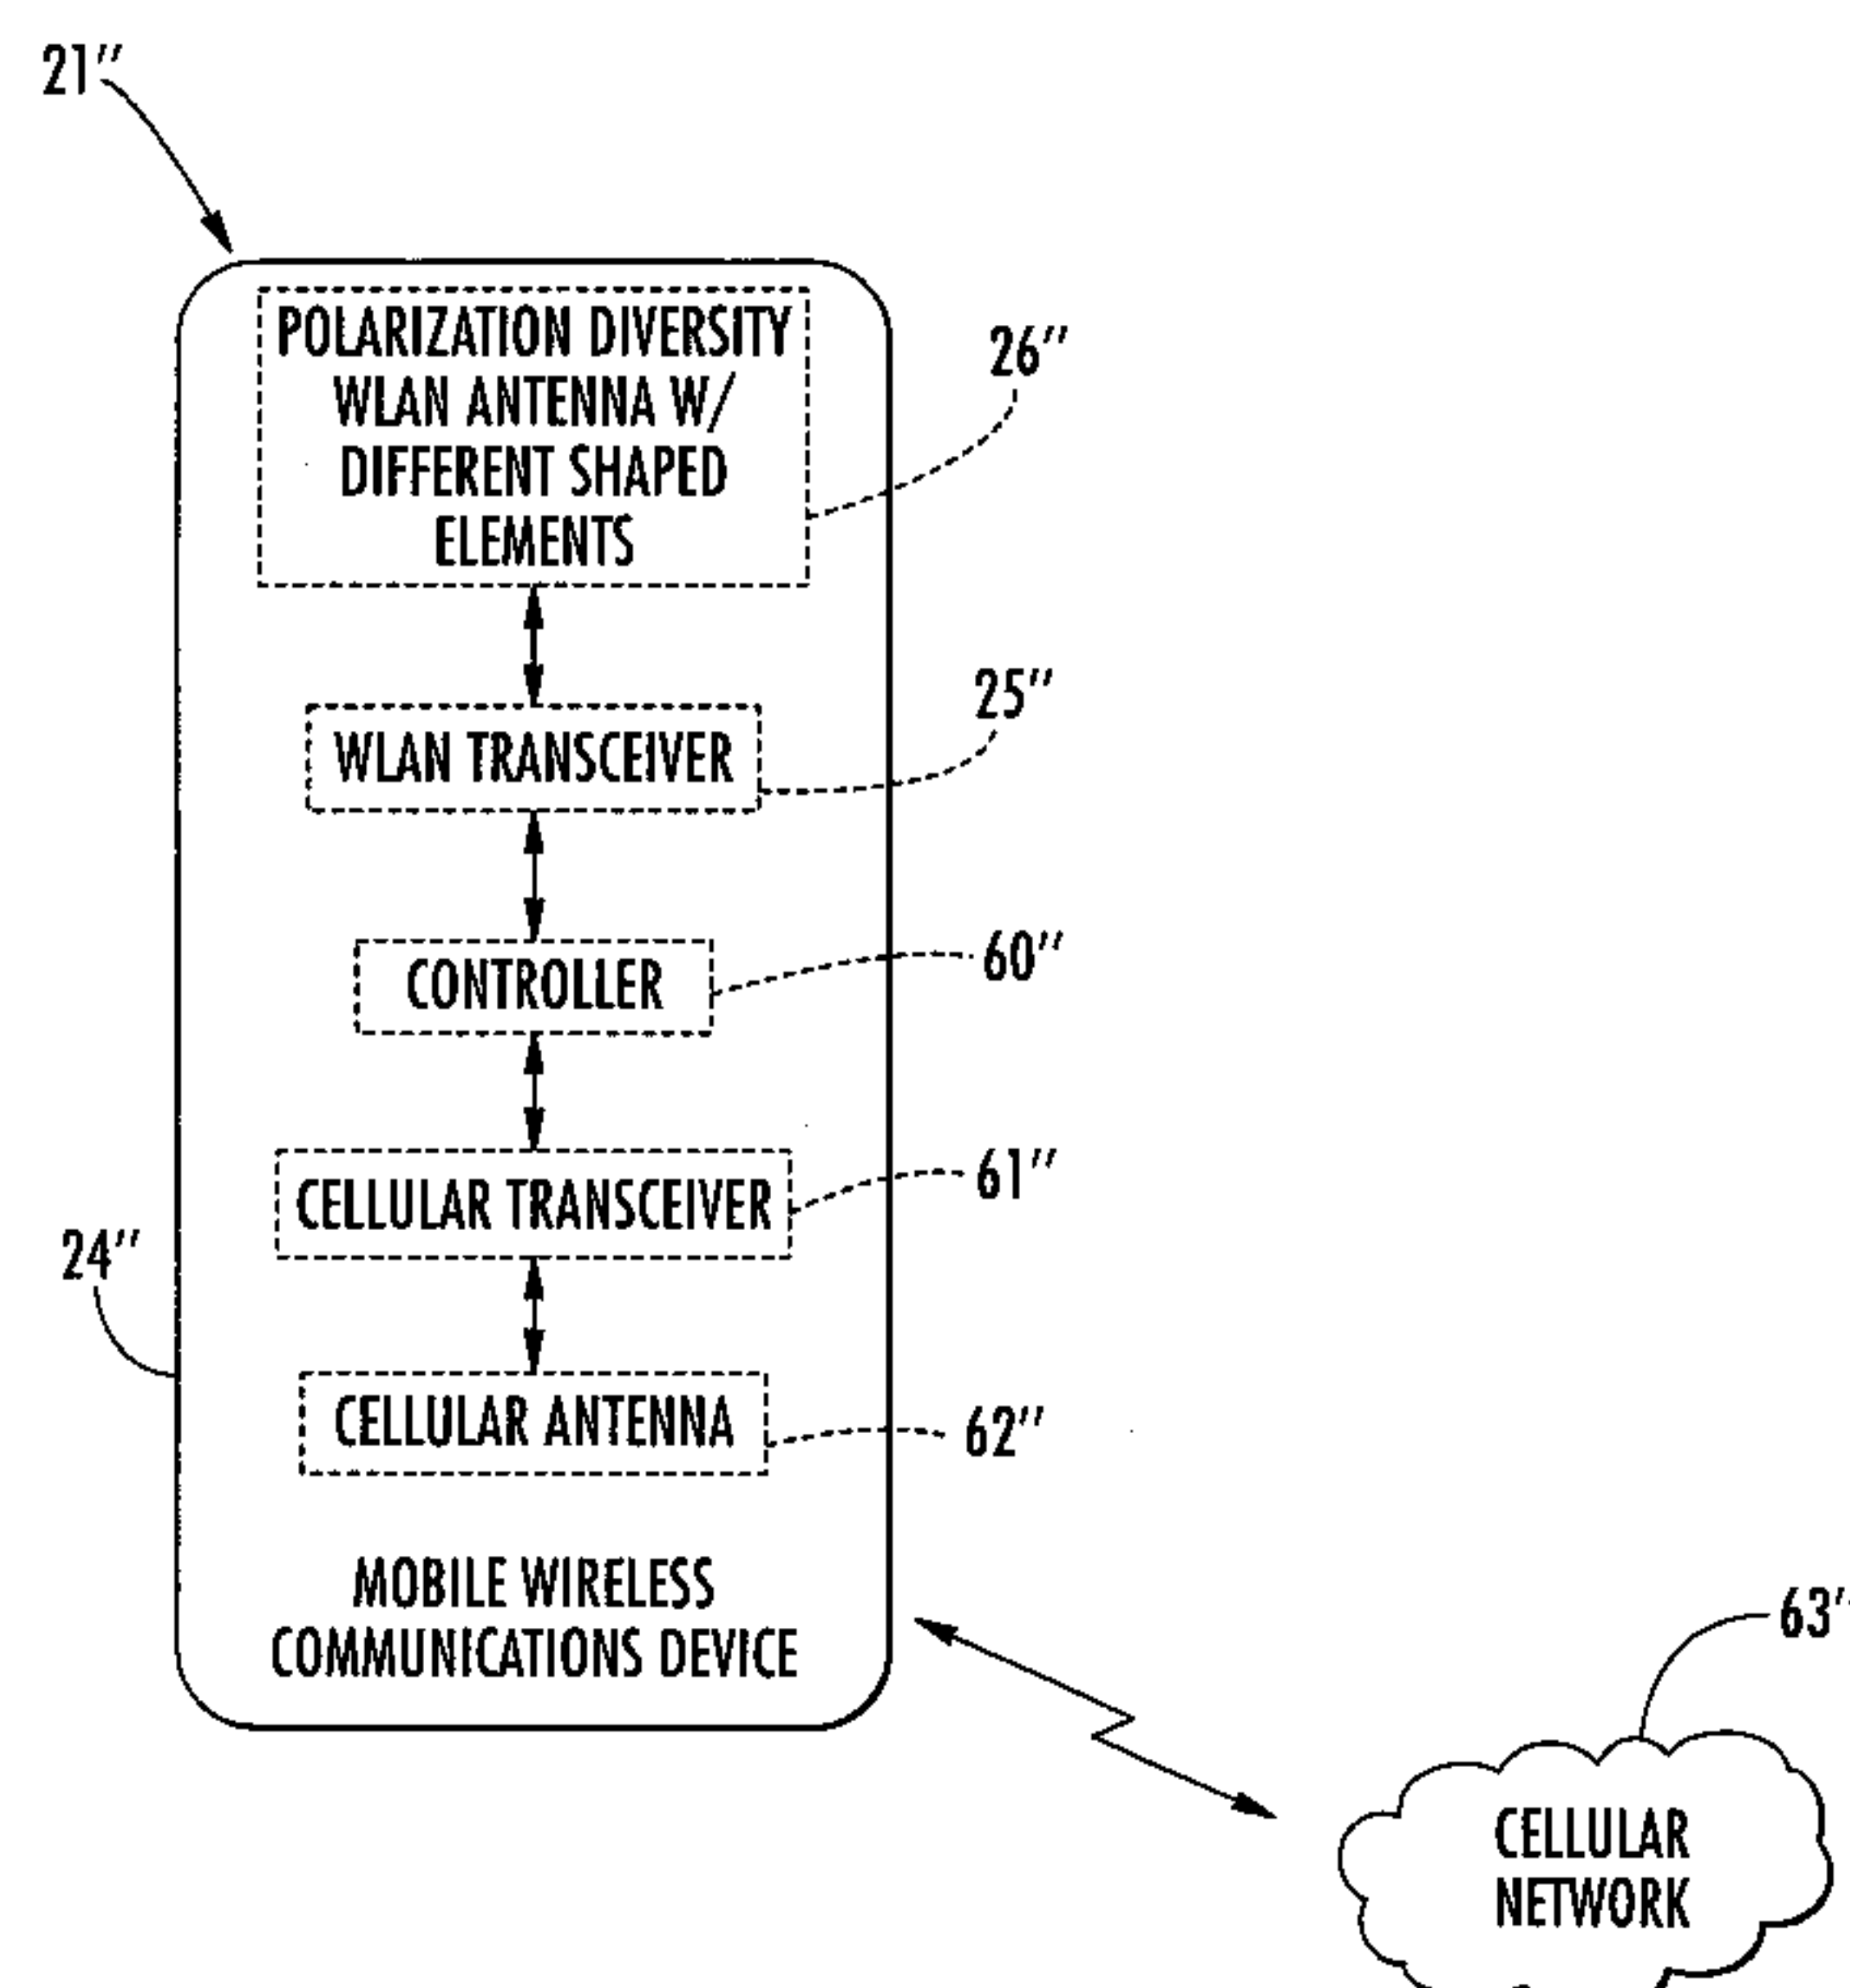 21″
POLARIZATION DIVERSITY
WLAN ANTENNA W/
DIFFERENT SHAPED
ELEMENTS
26″
WLAN TRANSCEIVER
25″
CONTROLLER
60″
CELLULAR TRANSCEIVER
61″
24″
CELLULAR ANTENNA
62″
MOBILE WIRELESS
COMMUNICATIONS DEVICE
63″
CELLULAR
NETWORK